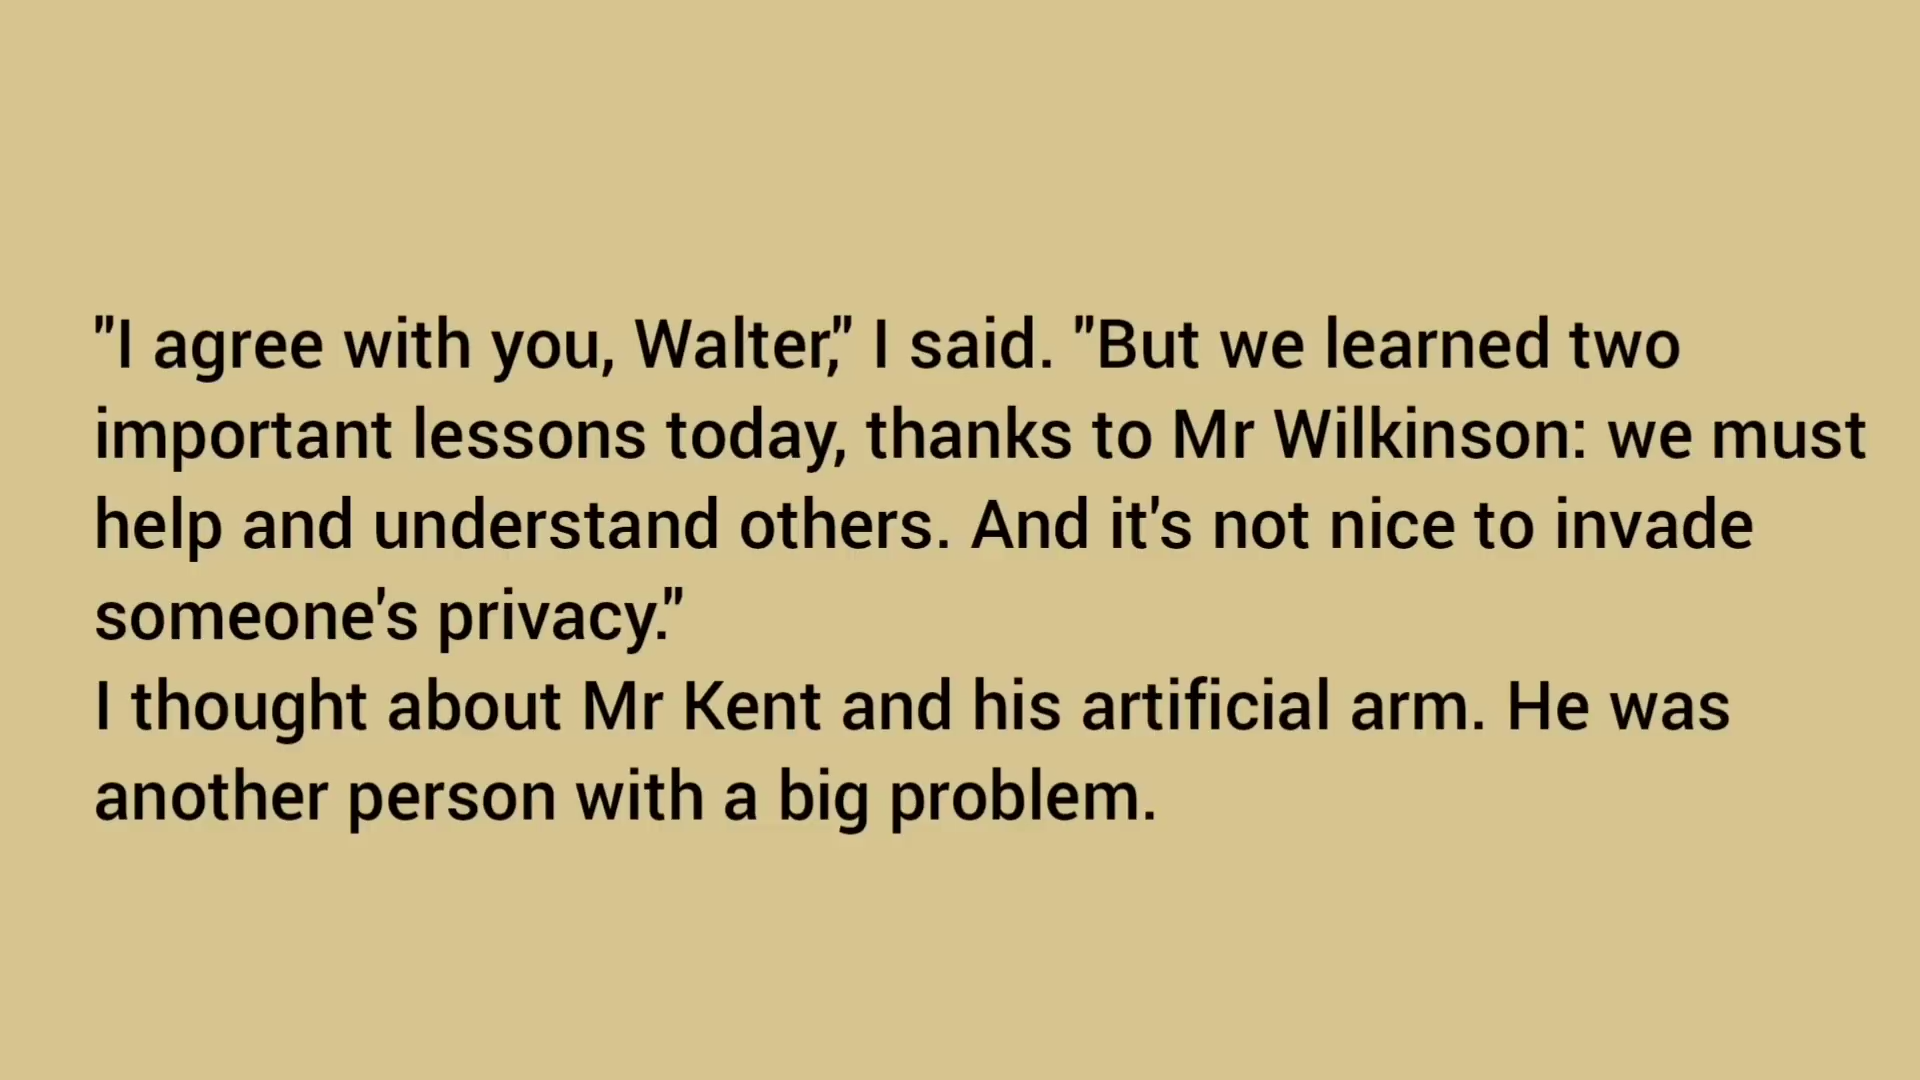 "I agree with you, Walter," I said. "But we learned two
important lessons today, thanks to Mr Wilkinson: we must
help and understand others. And it's not nice to invade
someone's privacy."
I thought about Mr Kent and his artificial arm. He was
another person with a big problem.